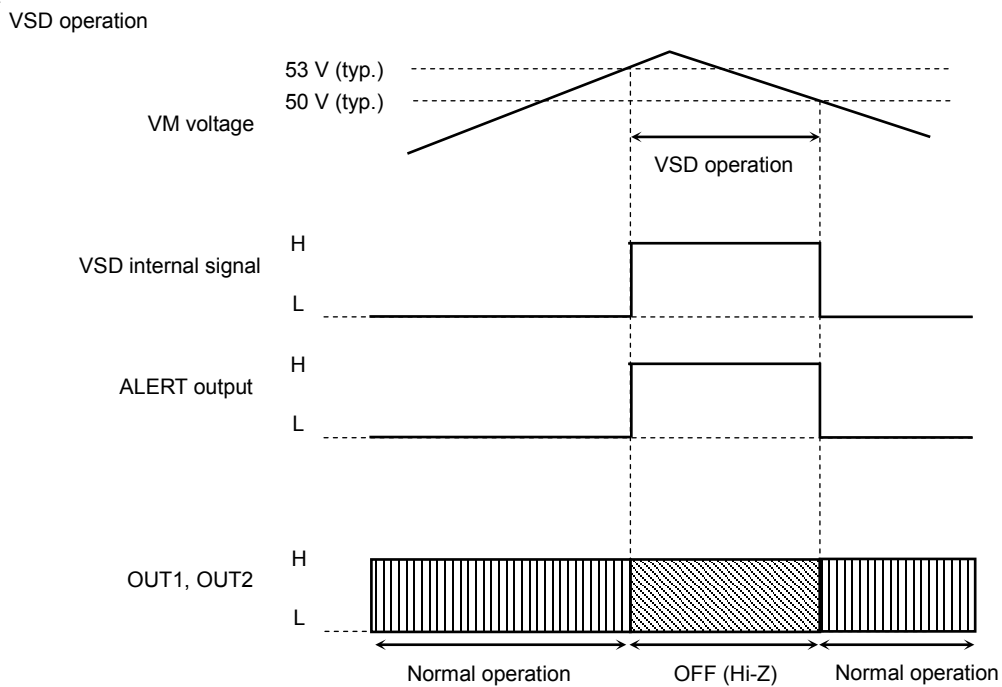 VSD operation
53 V (typ.)
50 V (typ.)
VM voltage
VSD operation
H
VSD internal signal
L
H
ALERT output
L
H
OUT1, OUT2
L
Normal operation
OFF (Hi-Z)
Normal operation